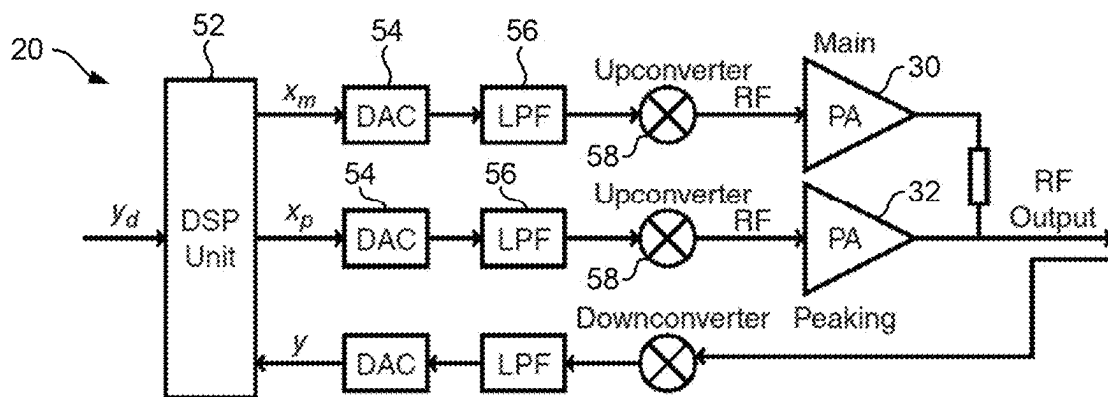 20
52
54
56
Main
Upconverter
RF
30
x_m
DAC
LPF
PA
58
54
56
Upconverter
RF
32
RF
Output
y_d
DSP
Unit
x_p
DAC
LPF
PA
58
Downconverter
Peaking
y
DAC
LPF